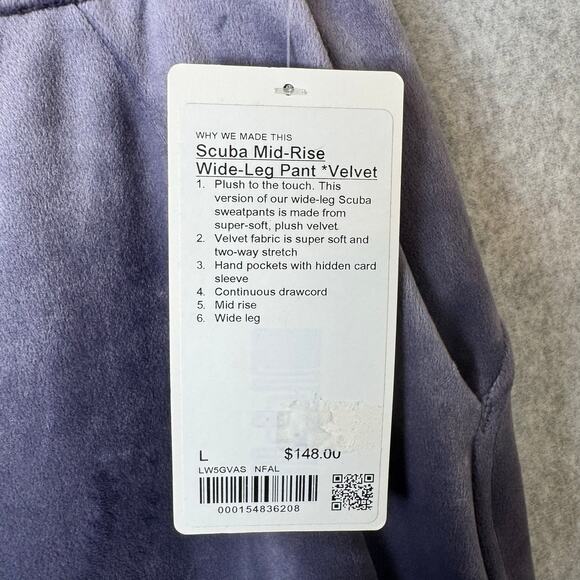 WHY WE MADE THIS
Scuba Mid-Rise
Wide-Leg Pant *Velvet
1. Plush to the touch. This
version of our wide-leg Scuba
sweatpants is made from
super-soft, plush velvet.
2. Velvet fabric is super soft and
two-way stretch
3. Hand pockets with hidden card
sleeve
4. Continuous drawcord
5. Mid rise
6. Wide leg
L $148.00
LW5GVAS NFAL
000154836208